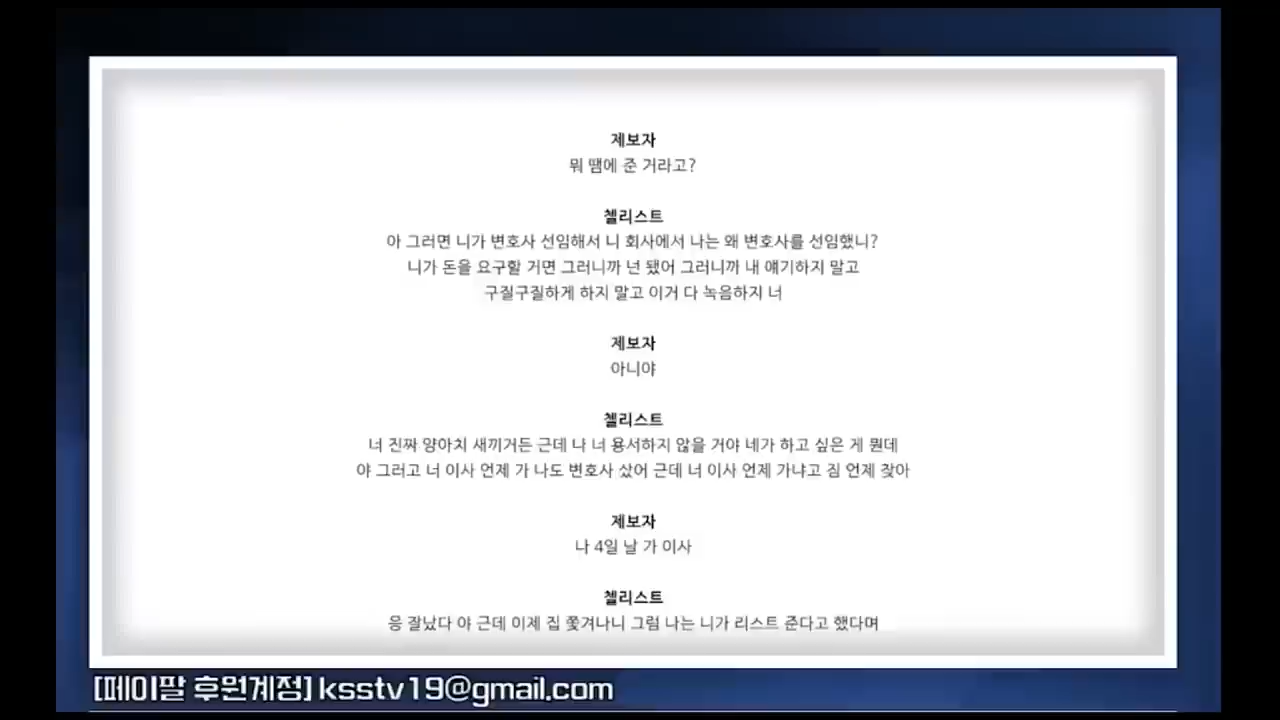 제보자
뭐 땜에 준 거라고?
첼리스트
아 그러면 니가 변호사 선임해서 니 회사에서 나는 왜 변호사를 선임했니?
니가 돈을 요구할 거면 그러니까 넌 됐어 그러니까 내 얘기하지 말고
구질구질하게 하지 말고 이거 다 녹음하지 너
제보자
아니야
첼리스트
너 진짜 양아치 새끼거든 근데 나 너 용서하지 않을 거야 네가 하고 싶은 게 뭔데
야 그러고 너 이사 언제 가 나도 변호사 샀어 근데 너 이사 언제 가냐고 짐 언제 잦아
제보자
나 4일 날 가 이사
첼리스트
응 잘났다 야 근데 이제 집 쫓겨나니 그럼 나는 니가 리스트 준다고 했다며
[페이팔 후원계정] ksstv19@gmail.com